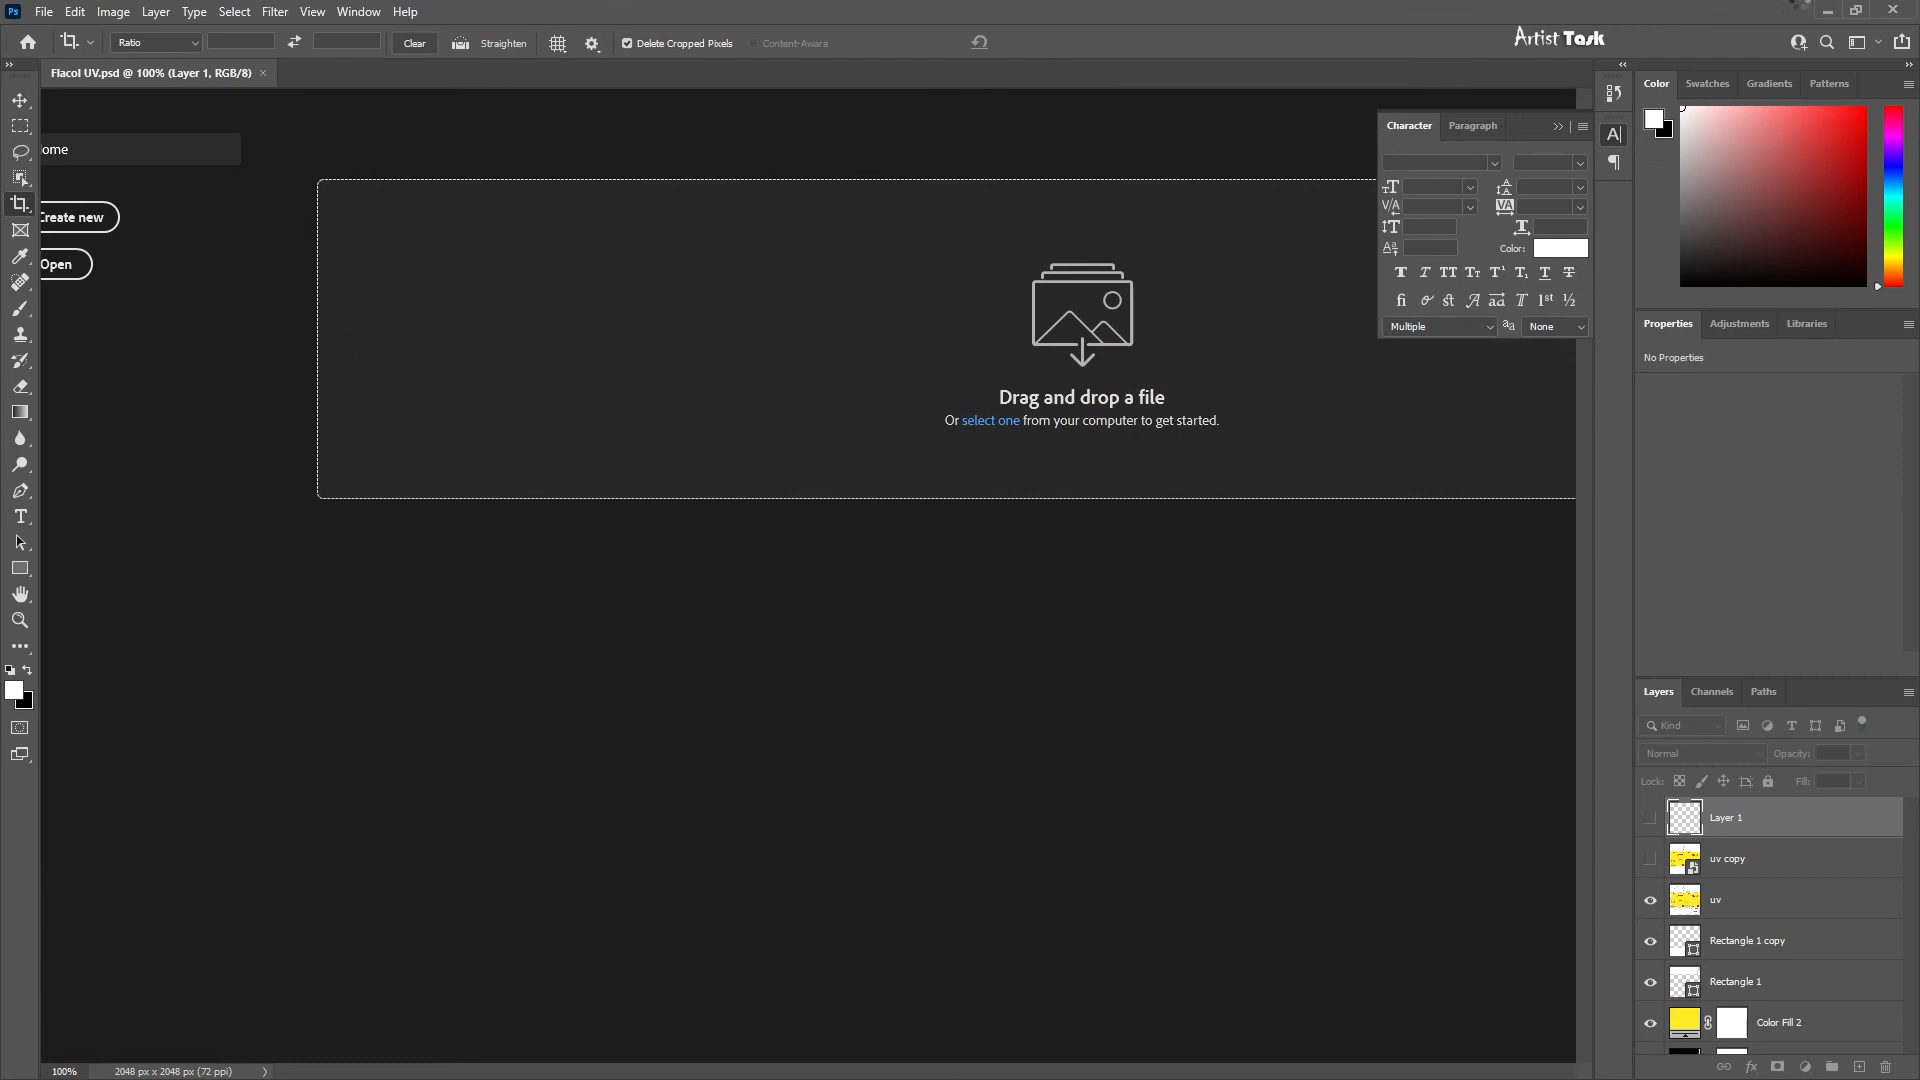 Ps File Edit Image Layer Type Select Filter View Window Help
Ratio Clear Straighten Delete Cropped Pixels Content-Aware Artist Task
Flacol UV.psd @ 100% (Layer 1, RGB/8) ×
ome
Create new
Open
Drag and drop a file
Or select one from your computer to get started.
Character Paragraph
Color:
fi st A aa T 1st ½
Multiple aa None
Color Swatches Gradients Patterns
Properties Adjustments Libraries
No Properties
Layers Channels Paths
Kind
Normal Opacity:
Lock: Fill:
Layer 1
uv copy
uv
Rectangle 1 copy
Rectangle 1
Color Fill 2
100% 2048 px x 2048 px (72 ppi)